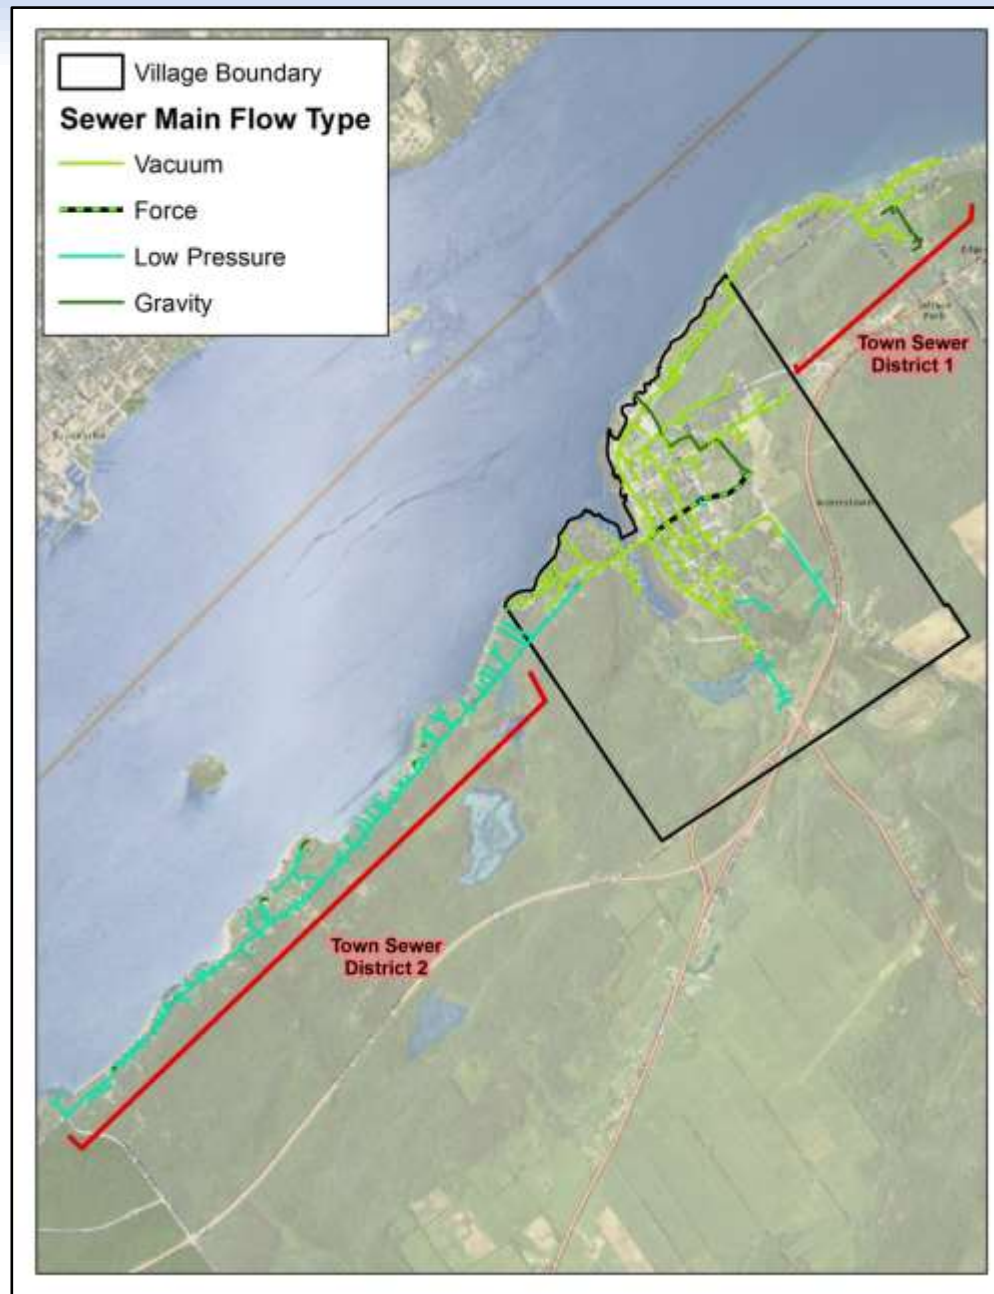 Village Boundary
Sewer Main Flow Type
Vacuum
Force
Low Pressure
Gravity
Town Sewer
District 1
Park
Town Sewer
District 2